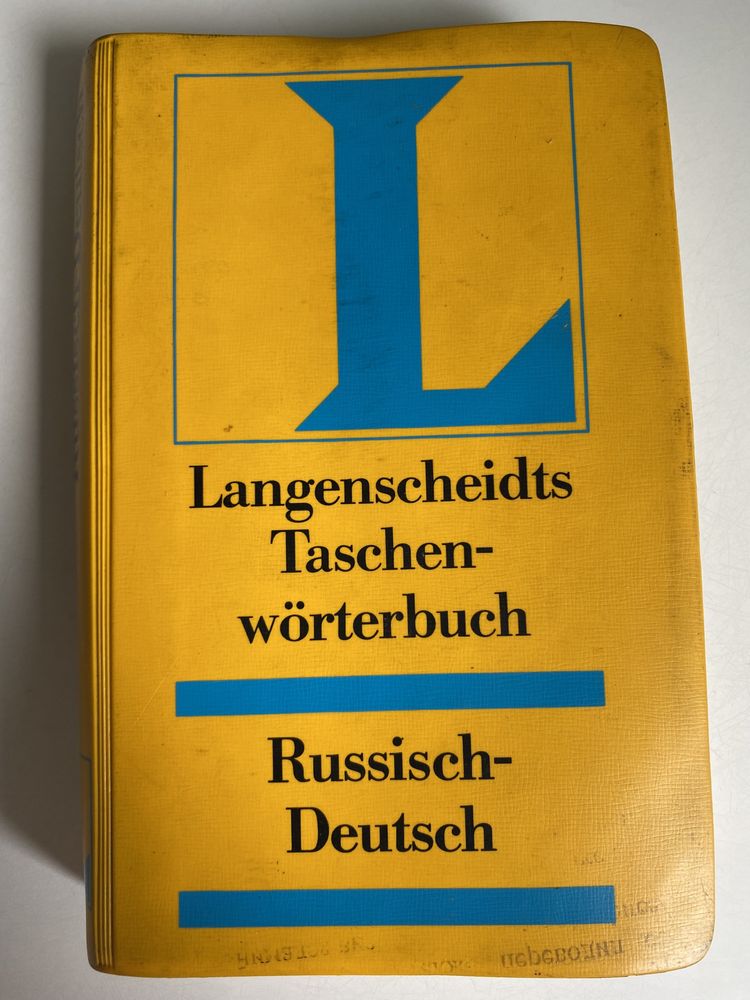 L
Langenscheidts
Taschen-
wörterbuch
Russisch-
Deutsch